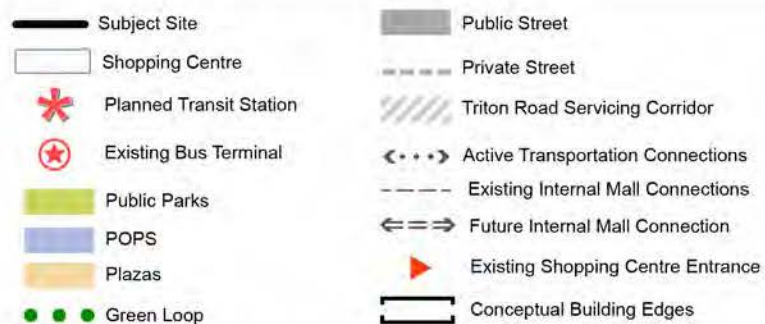 Subject Site
Shopping Centre
Planned Transit Station
Existing Bus Terminal
Public Parks
POPS
Plazas
Green Loop
Public Street
Private Street
Triton Road Servicing Corridor
Active Transportation Connections
Existing Internal Mall Connections
Future Internal Mall Connection
Existing Shopping Centre Entrance
Conceptual Building Edges